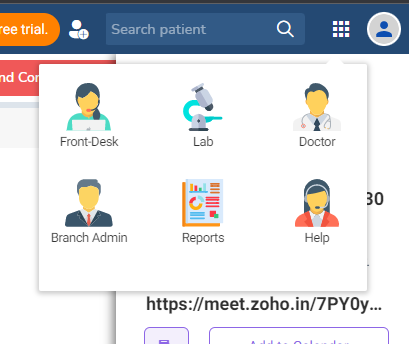 ree trial.
Search patient
nd Con
Front-Desk
Lab
Doctor
30
Branch Admin
Reports
Help
https://meet.zoho.in/7PY0y...
Add to Calendar